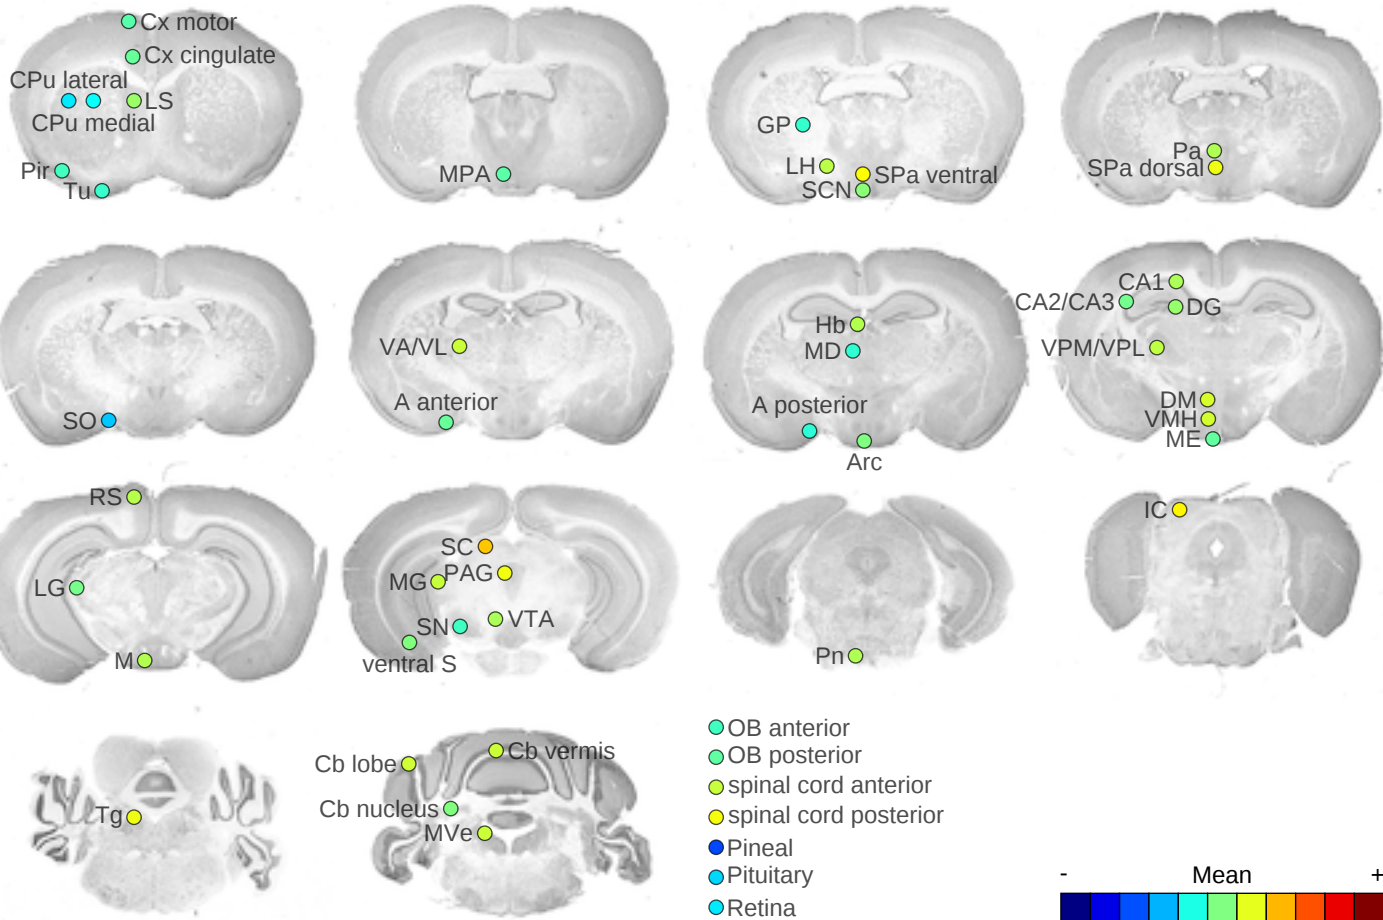 Cx motor
Cx cingulate
CPu lateral
LS
CPu medial
Pir
Tu
MPA
GP
LH
SPa ventral
SCN
Pa
SPa dorsal
SO
VA/VL
A anterior
Hb
MD
A posterior
Arc
CA1
CA2/CA3
DG
VPM/VPL
DM
VMH
ME
RS
LG
M
SC
PAG
MG
VTA
SN
ventral S
Pn
IC
Tg
Cb lobe
Cb vermis
Cb nucleus
MVe
OB anterior
OB posterior
spinal cord anterior
spinal cord posterior
Pineal
Pituitary
Retina
- Mean +